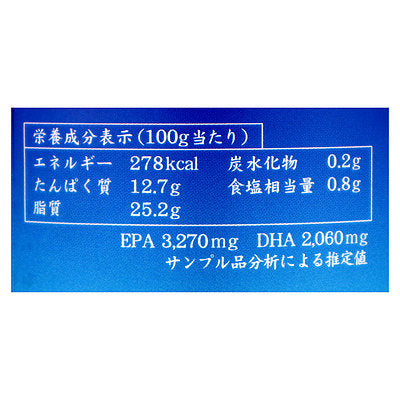 栄養成分表示(100g当たり)
エネルギー 278kcal 炭水化物 0.2g
たんぱく質 12.7g 食塩相当量 0.8g
脂質 25.2g
EPA 3,270mg DHA 2,060mg
サンプル品分析による推定値